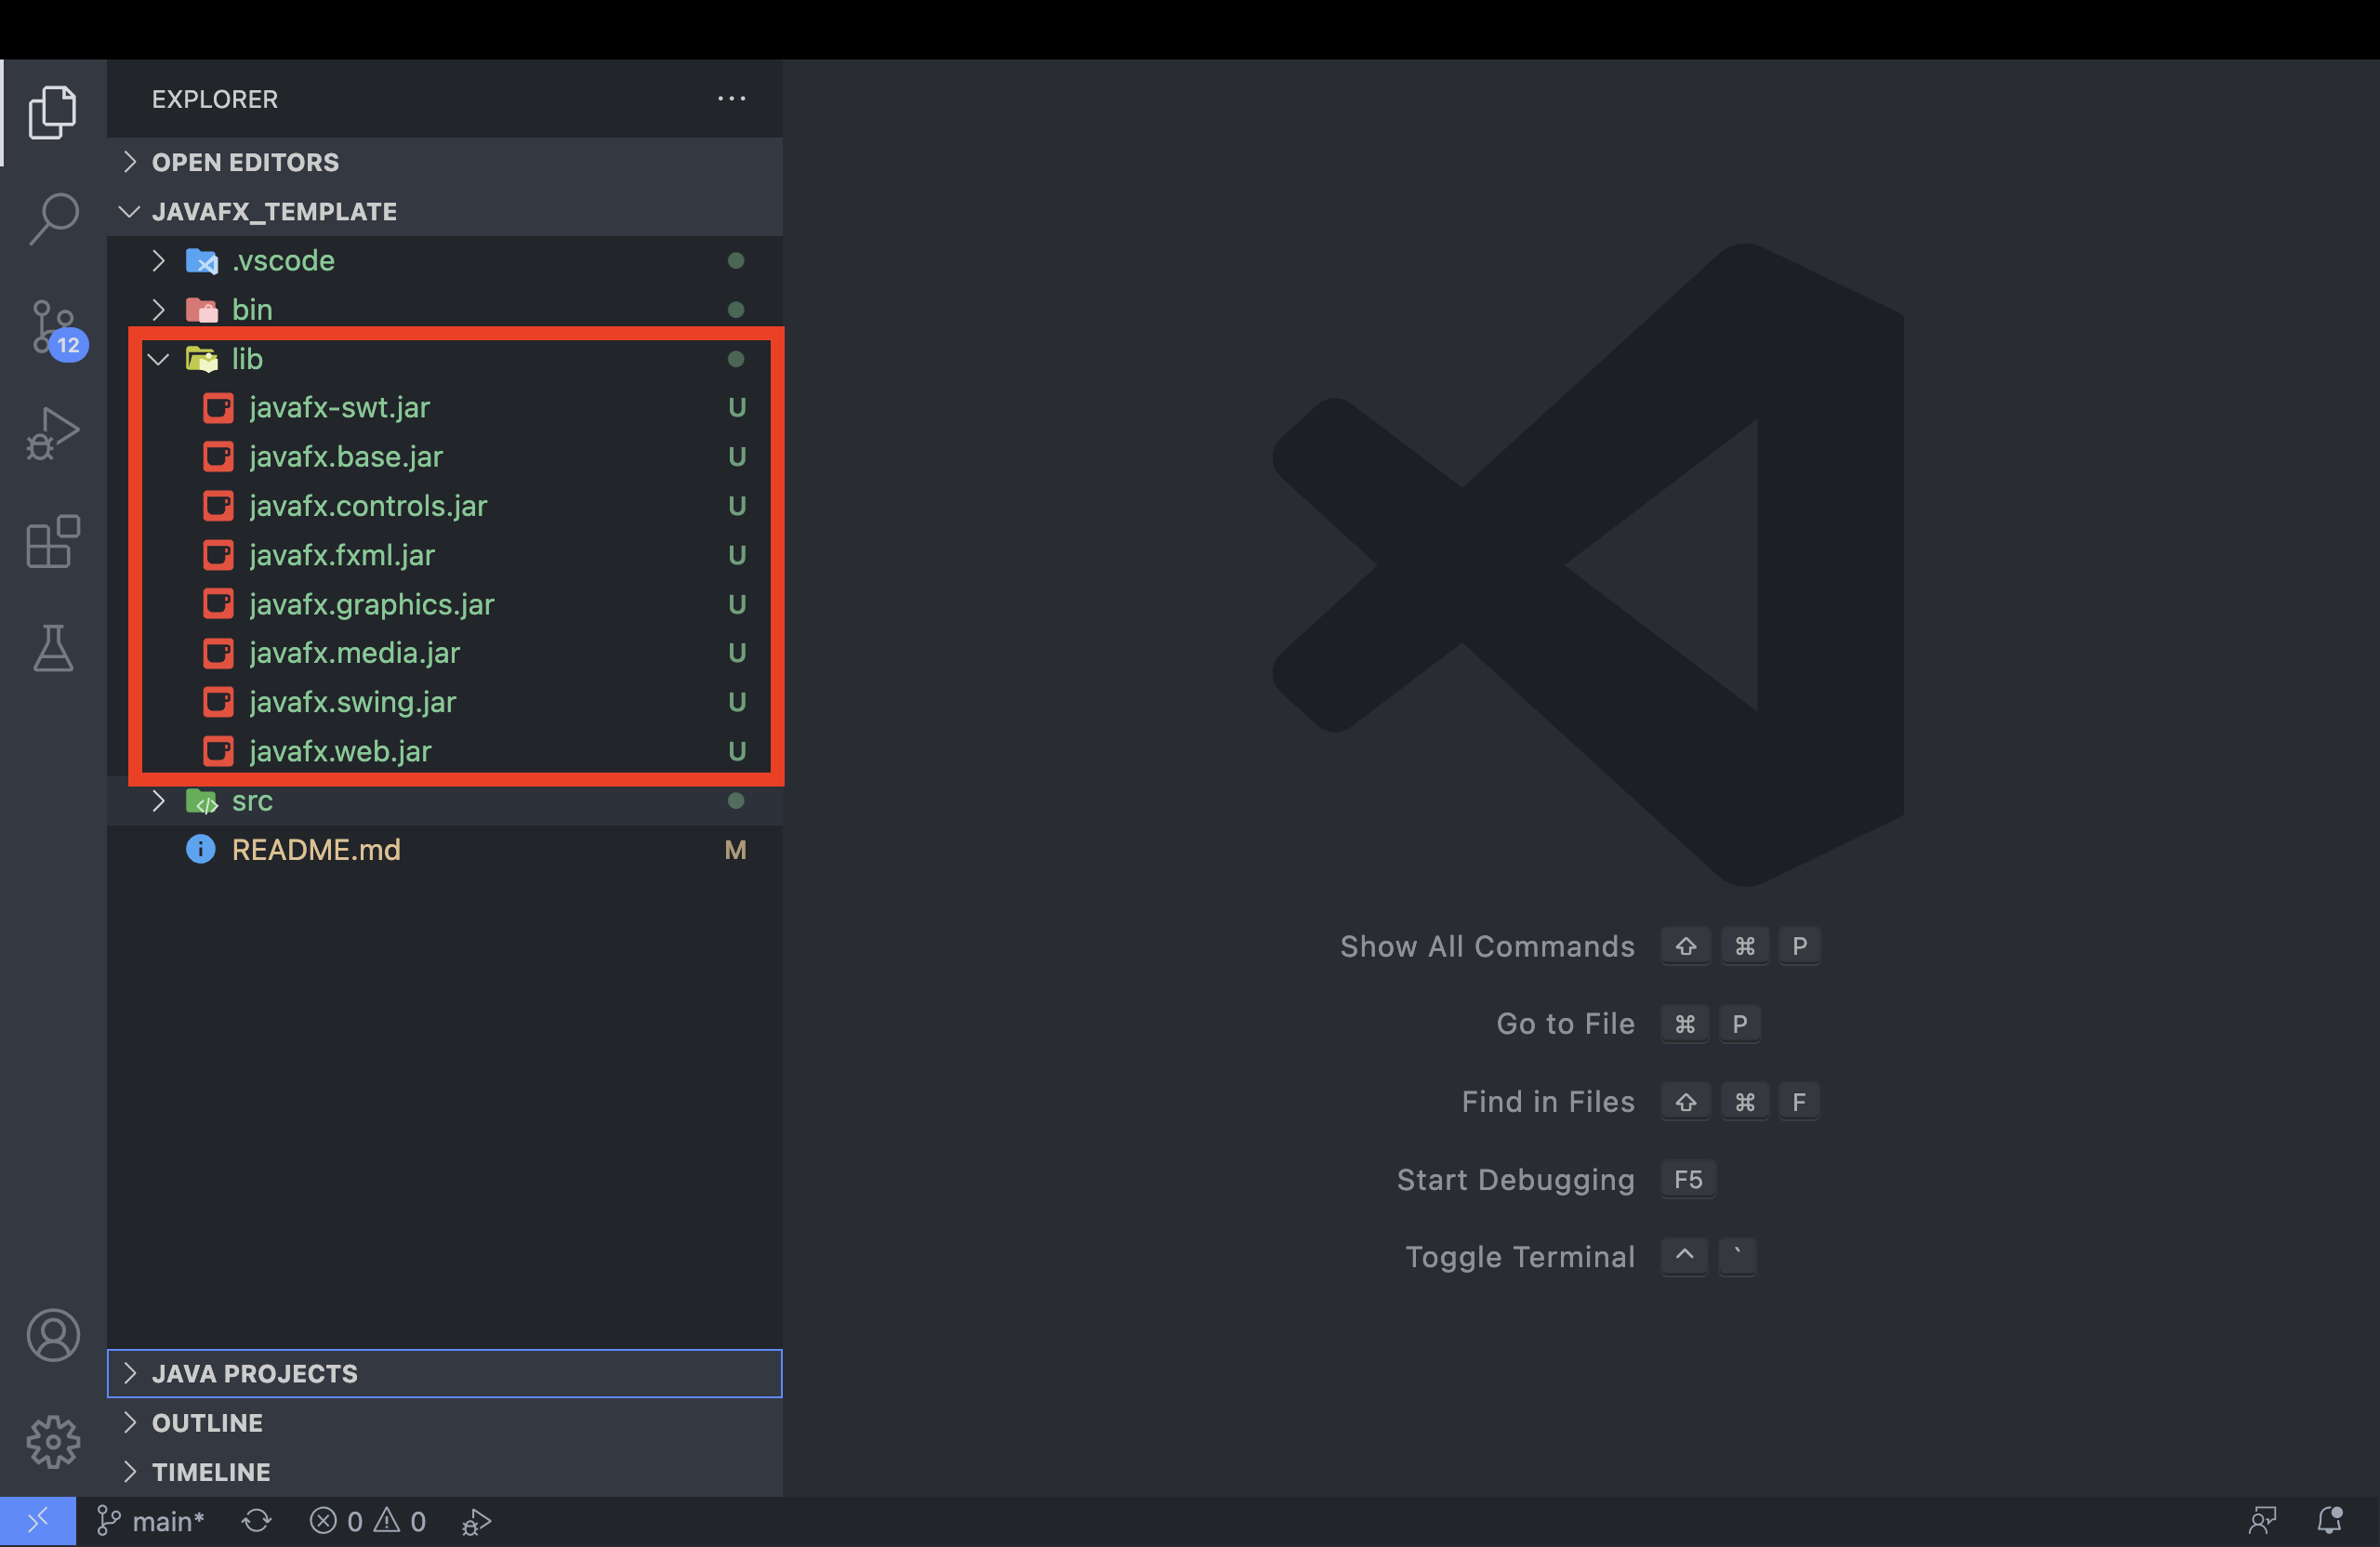 EXPLORER
OPEN EDITORS
JAVAFX_TEMPLATE
.vscode
bin
12
lib
javafx-swt.jar U
javafx.base.jar U
javafx.controls.jar U
javafx.fxml.jar U
javafx.graphics.jar U
javafx.media.jar U
javafx.swing.jar U
javafx.web.jar U
src
README.md M
Show All Commands ⇧ ⌘ P
Go to File ⌘ P
Find in Files ⇧ ⌘ F
Start Debugging F5
Toggle Terminal ^ `
JAVA PROJECTS
OUTLINE
TIMELINE
main* 0 0